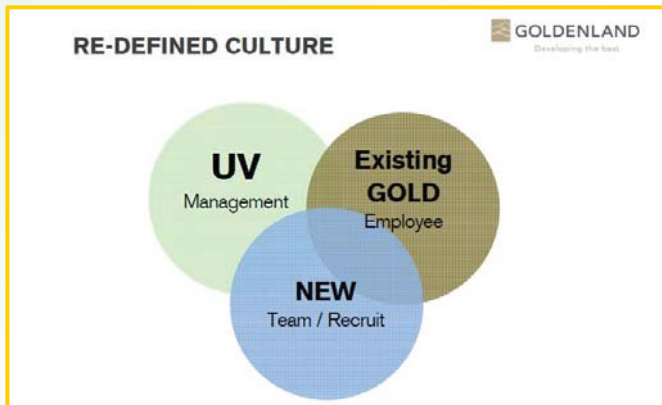 RE-DEFINED CULTURE
GOLDENLAND
Developing the best
UV
Management
Existing
GOLD
Employee
NEW
Team / Recruit